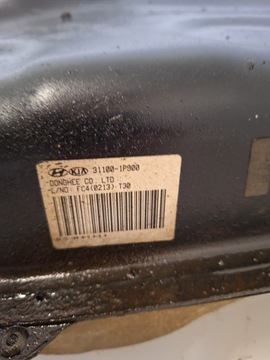 KIA 31100-1P900
DONGHEE CO. LTD
L/NO: FC4(0213)-T30